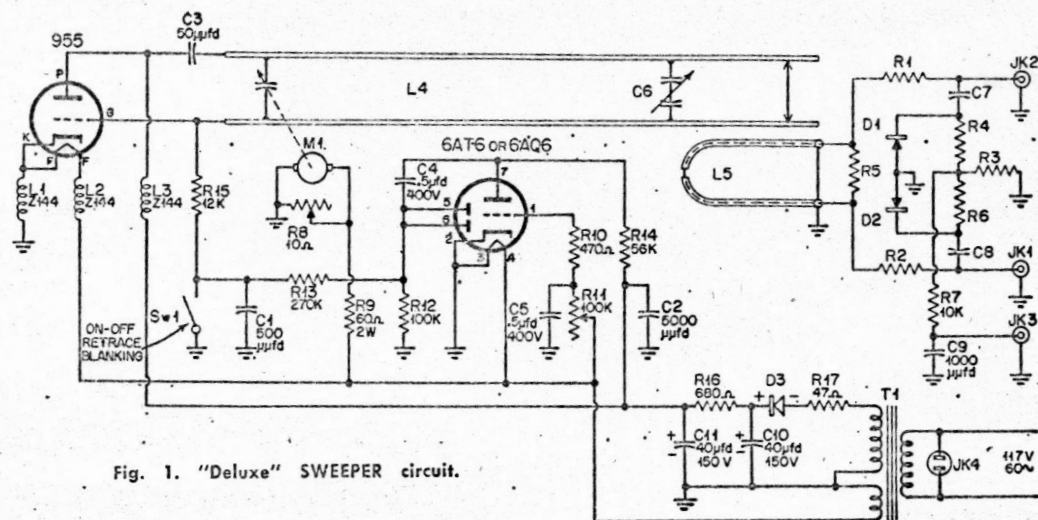 C3
50µµfd
955
P
G
K
F
F
L1
Z144
L2
Z144
L3
Z144
R15
12K
Sw1
ON-OFF
RETRACE
BLANKING
C1
500
µµfd
R13
270K
M1
R8
10Ω
R9
60Ω
2W
L4
C6
6AT6 OR 6AQ6
C4
.5µfd
400V
7
5
6
2
3
4
1
R12
100K
R10
470Ω
C5
.5µfd
400V
R11
100K
R14
56K
C2
5000
µµfd
L5
R5
R1
R2
D1
D2
C7
R4
R3
R6
C8
R7
10K
C9
1000
µµfd
JK2
JK1
JK3
R16
680Ω
D3
+
-
R17
47Ω
+
C11
40µfd
-
150V
+
C10
40µfd
-
150V
T1
JK4
117V
60~
Fig. 1. "Deluxe" SWEEPER circuit.